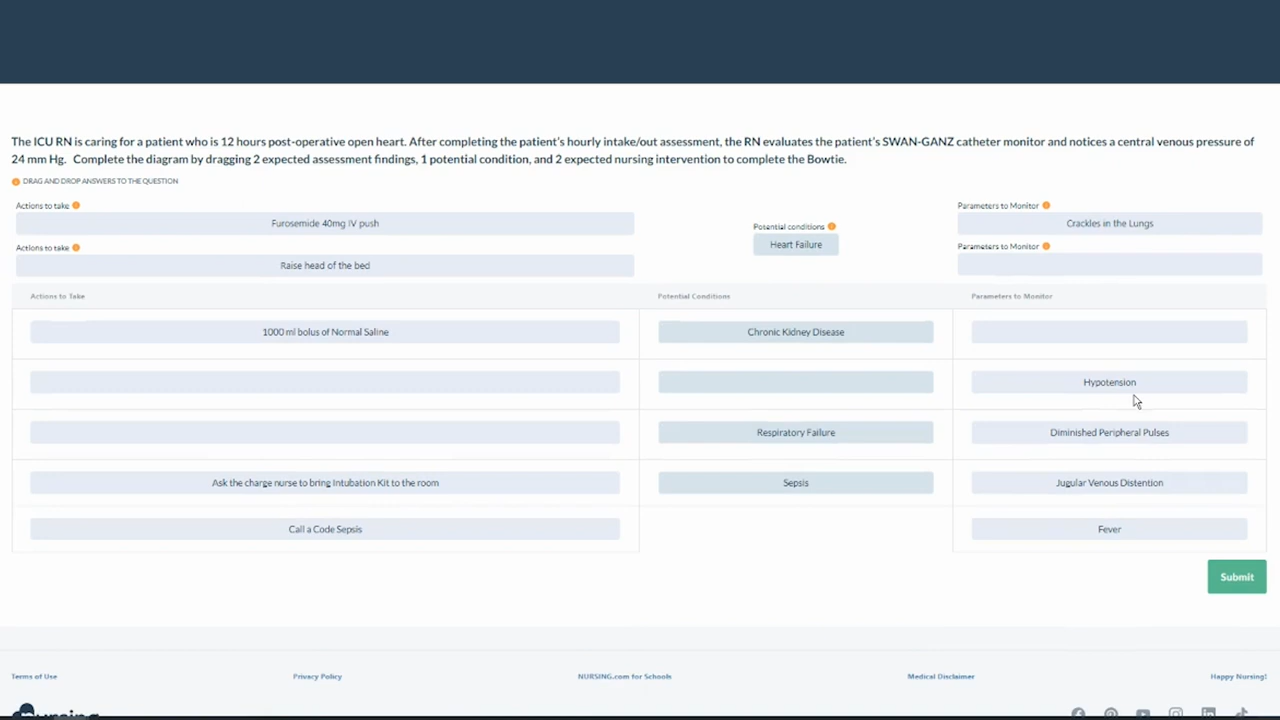 The ICU RN is caring for a patient who is 12 hours post-operative open heart. After completing the patient's hourly intake/out assessment, the RN evaluates the patient's SWAN-GANZ catheter monitor and notices a central venous pressure of
24 mm Hg. Complete the diagram by dragging 2 expected assessment findings, 1 potential condition, and 2 expected nursing intervention to complete the Bowtie.
DRAG AND DROP ANSWERS TO THE QUESTION
Actions to take
Furosemide 40mg IV push
Actions to take
Raise head of the bed
Potential conditions
Heart Failure
Parameters to Monitor
Crackles in the Lungs
Parameters to Monitor
Actions to Take Potential Conditions Parameters to Monitor
1000 ml bolus of Normal Saline Chronic Kidney Disease
Hypotension
Respiratory Failure Diminished Peripheral Pulses
Ask the charge nurse to bring Intubation Kit to the room Sepsis Jugular Venous Distention
Call a Code Sepsis Fever
Submit
Terms of Use Privacy Policy NURSING.com for Schools Medical Disclaimer Happy Nursing!
nursing